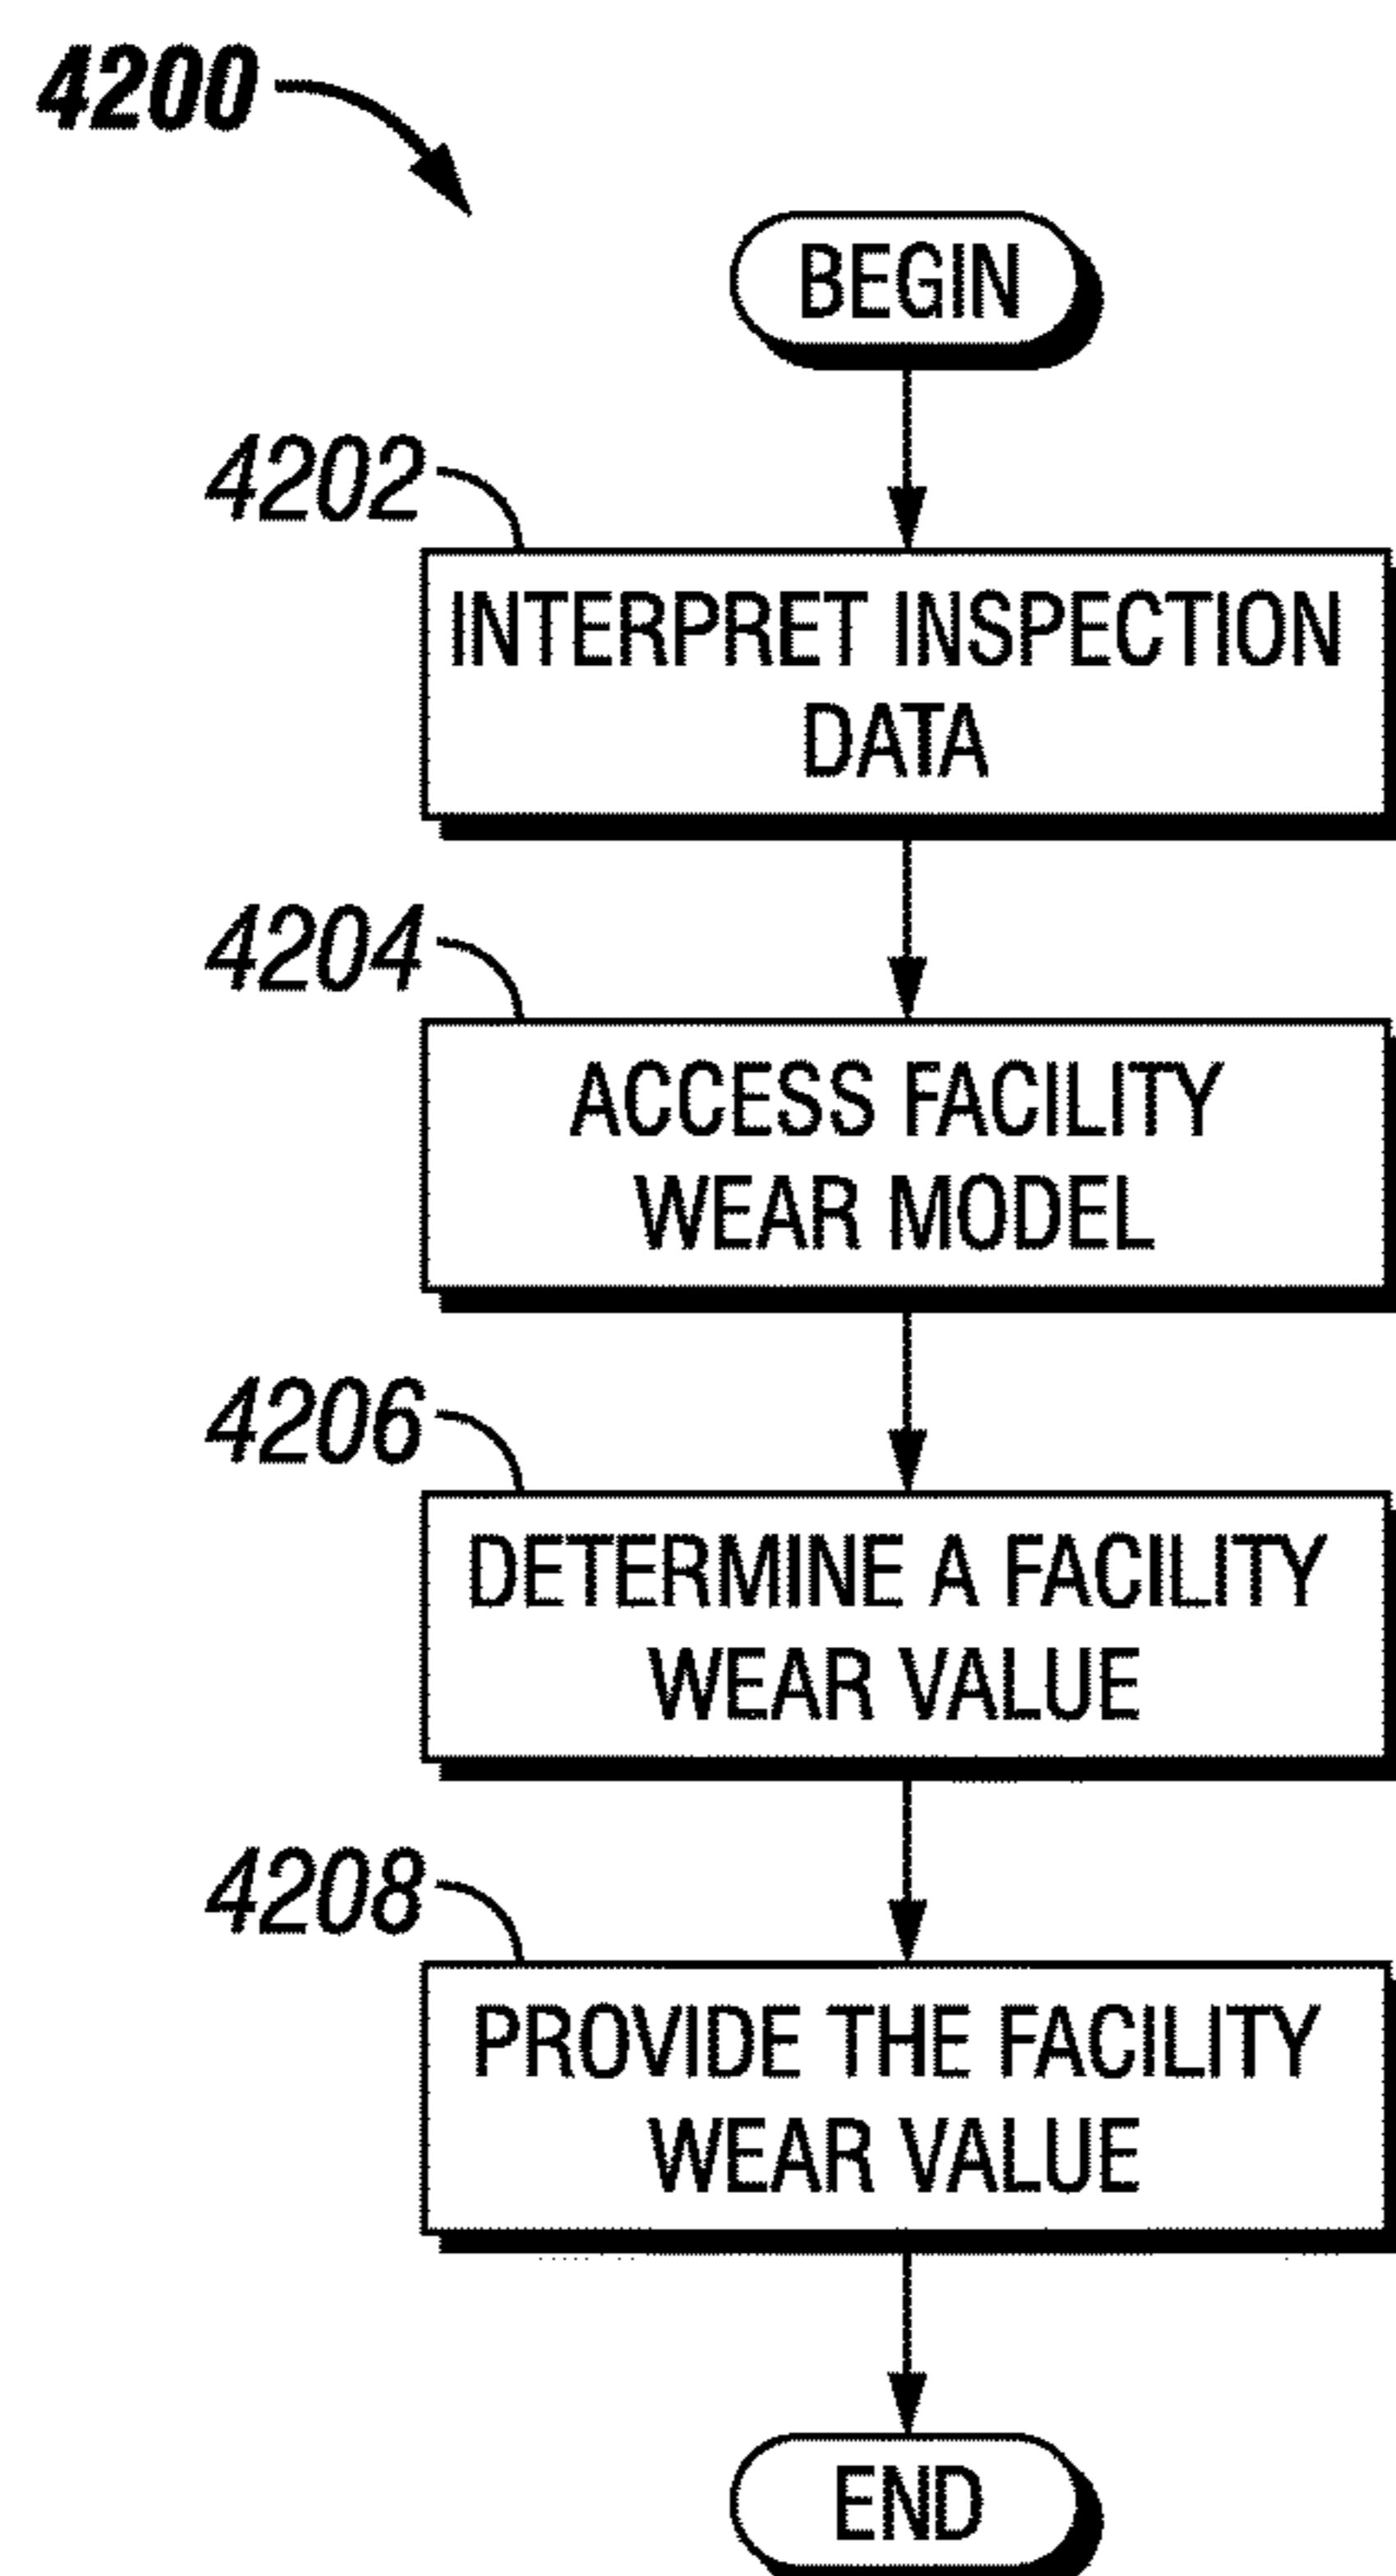 4200
BEGIN
4202
INTERPRET INSPECTION
DATA
4204
ACCESS FACILITY
WEAR MODEL
4206
DETERMINE A FACILITY
WEAR VALUE
4208
PROVIDE THE FACILITY
WEAR VALUE
END